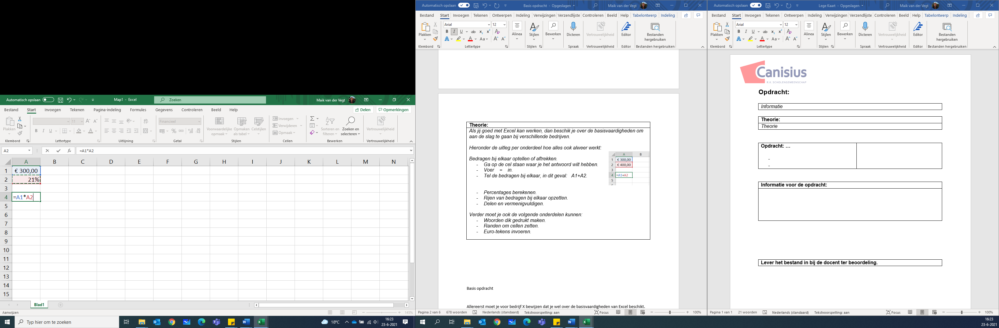 Automatisch opslaan
Map1 - Excel
Zoeken
Maik van der Vegt
Bestand Start Invoegen Tekenen Pagina-indeling Formules Gegevens Controleren Beeld Help Delen Opmerkingen
Plakken
11
Financieel
Voorwaardelijke opmaak
Opmaken als tabel
Celstijlen
Invoegen
Verwijderen
Opmaak
Sorteren en filteren
Zoeken en selecteren
Vertrouwelijkheid
Klembord Lettertype Uitlijning Getal Stijlen Cellen Bewerken Vertrouwelijkheid
A2 fx =A1*A2
A B C D E F G H I J K L M N
1 € 300,00
2 21%
3
4 =A1*A2
5
6
7
8
9
10
11
12
13
14
15
Blad1
Aanwijzen 145%
Typ hier om te zoeken
18°C
16:23
23-6-2021
Automatisch opslaan
Basis opdracht - Opgeslagen
Maik van der Vegt
Bestand Start Invoegen Tekenen Ontwerpen Indeling Verwijzingen Verzendlijste Controleren Beeld Help Tabelontwerp Indeling
Plakken
Arial 12
Alinea
Stijlen
Bewerken
Dicteren
Vertrouwelijkheid
Editor
Bestanden hergebruiken
Klembord Lettertype Stijlen Spraak Vertrouwelijkheid Editor Bestanden hergebruiken
Theorie:
Als jij goed met Excel kan werken, dan beschik je over de basisvaardigheden om
aan de slag te gaan bij verschillende bedrijven.
Hieronder de uitleg per onderdeel hoe alles ook alweer werkt:
Bedragen bij elkaar optellen of aftrekken.
- Ga op de cel staan waar je het antwoord wilt hebben.
- Voer = in.
- Tel de bedragen bij elkaar, in dit geval: A1+A2.
A B
1 € 300,00
2 € 400,00
3
4 =A1+A2
5
- Percentages berekenen.
- Rijen van bedragen bij elkaar opzetten.
- Delen en vermenigvuldigen.
Verder moet je ook de volgende onderdelen kunnen:
- Woorden dik gedrukt maken.
- Randen om cellen zetten.
- Euro-tekens invoeren.
Basis opdracht
Allereerst moet je voor bedrijf X bewijzen dat je wel over de basisvaardigheden van Excel beschikt.
Pagina 2 van 6 678 woorden Nederlands (standaard) Tekstvoorspelling: aan Focus 100%
Automatisch opslaan
Lege Kaart - Opgeslagen
Maik van der Vegt
Bestand Start Invoegen Tekenen Ontwerpen Indeling Verwijzingen Verzendlijste Controleren Beeld Help Tabelontwerp Indeling
Plakken
Arial 12
Alinea
Stijlen
Bewerken
Dicteren
Vertrouwelijkheid
Editor
Bestanden hergebruiken
Klembord Lettertype Stijlen Spraak Vertrouwelijkheid Editor Bestanden hergebruiken
Canisius
R.K. SCHOLENGEMEENSCHAP
Opdracht:
Informatie
Theorie:
Theorie
Opdracht: ...
-
-
Informatie voor de opdracht:
Lever het bestand in bij de docent ter beoordeling.
Pagina 1 van 1 21 woorden Nederlands (standaard) Tekstvoorspelling: aan Focus 100%
16:23
23-6-2021